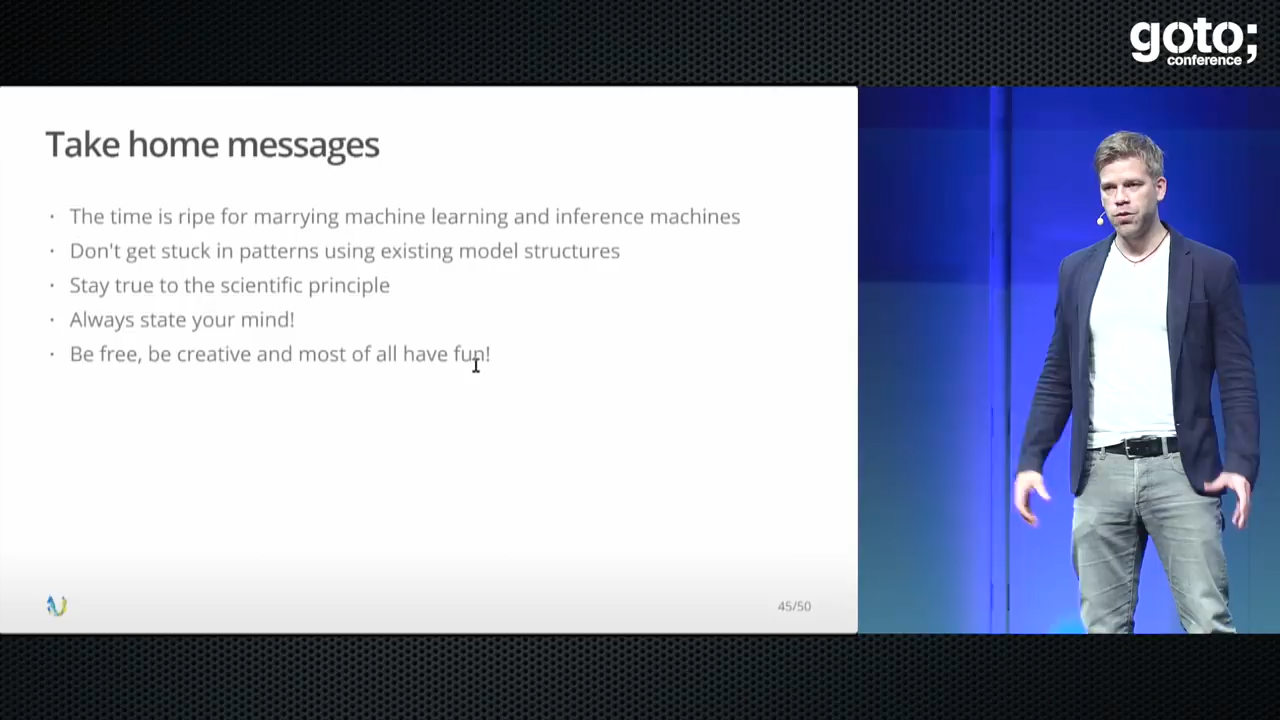 goto;
conference
Take home messages
· The time is ripe for marrying machine learning and inference machines
· Don't get stuck in patterns using existing model structures
· Stay true to the scientific principle
· Always state your mind!
· Be free, be creative and most of all have fun!
45/50